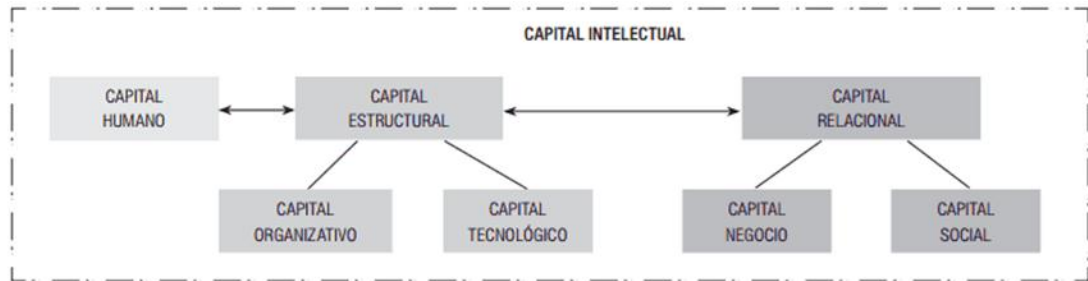 CAPITAL INTELECTUAL
CAPITAL
HUMANO
CAPITAL
ESTRUCTURAL
CAPITAL
RELACIONAL
CAPITAL
ORGANIZATIVO
CAPITAL
TECNOLÓGICO
CAPITAL
NEGOCIO
CAPITAL
SOCIAL